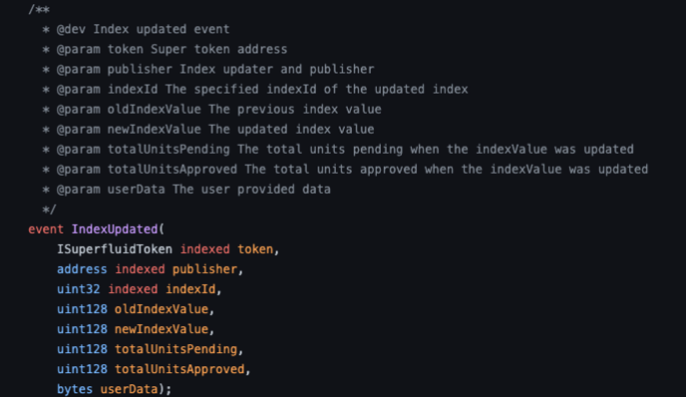 /**
* @dev Index updated event
* @param token Super token address
* @param publisher Index updater and publisher
* @param indexId The specified indexId of the updated index
* @param oldIndexValue The previous index value
* @param newIndexValue The updated index value
* @param totalUnitsPending The total units pending when the indexValue was updated
* @param totalUnitsApproved The total units approved when the indexValue was updated
* @param userData The user provided data
*/
event IndexUpdated(
ISuperfluidToken indexed token,
address indexed publisher,
uint32 indexed indexId,
uint128 oldIndexValue,
uint128 newIndexValue,
uint128 totalUnitsPending,
uint128 totalUnitsApproved,
bytes userData);